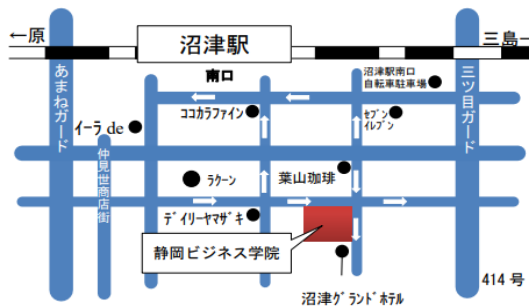 ←原
沼津駅
三島→
南口
沼津駅南口
自転車駐車場
あまねガード
三ツ目ガード
ココカラファイン
セブン
イレブン
イーラ de
仲見世商店街
ラクーン
葉山珈琲
デイリーヤマザキ
静岡ビジネス学院
沼津グランドホテル
414 号